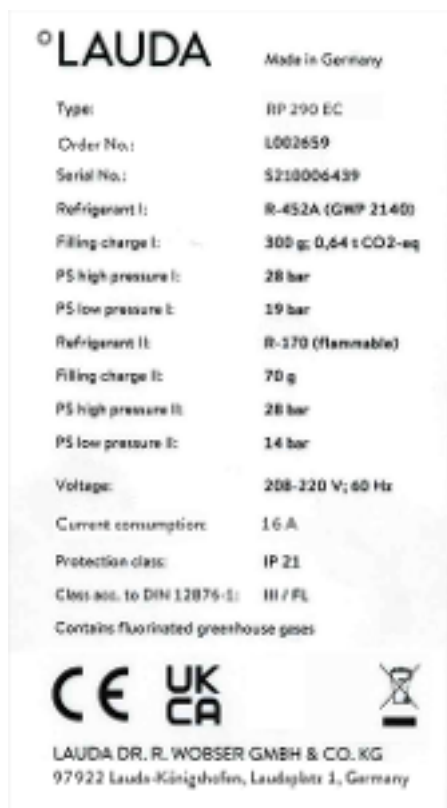 °LAUDA Made in Germany
Type: RP 290 EC
Order No.: L002659
Serial No.: S210006439
Refrigerant I: R-452A (GWP 2140)
Filling charge I: 300 g; 0,64 t CO2-eq
PS high pressure I: 28 bar
PS low pressure I: 19 bar
Refrigerant II: R-170 (flammable)
Filling charge II: 70 g
PS high pressure II: 28 bar
PS low pressure II: 14 bar
Voltage: 208-220 V; 60 Hz
Current consumption: 16 A
Protection class: IP 21
Class acc. to DIN 12876-1: III / FL
Contains fluorinated greenhouse gases
CE UK
CA
LAUDA DR. R. WOBSER GMBH & CO. KG
97922 Lauda-Königshofen, Laudaplatz 1, Germany